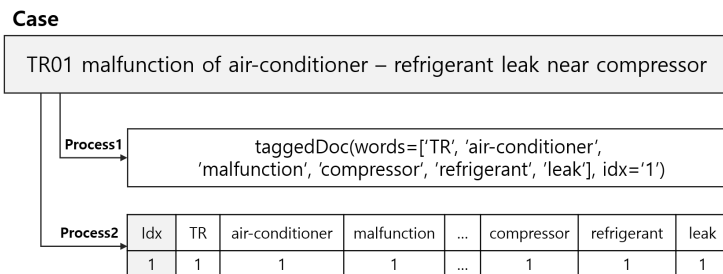 Case
TR01 malfunction of air-conditioner – refrigerant leak near compressor
Process1
taggedDoc(words=['TR', 'air-conditioner',
'malfunction', 'compressor', 'refrigerant', 'leak'], idx='1')
Process2
Idx TR air-conditioner malfunction ... compressor refrigerant leak
1 1 1 1 ... 1 1 1